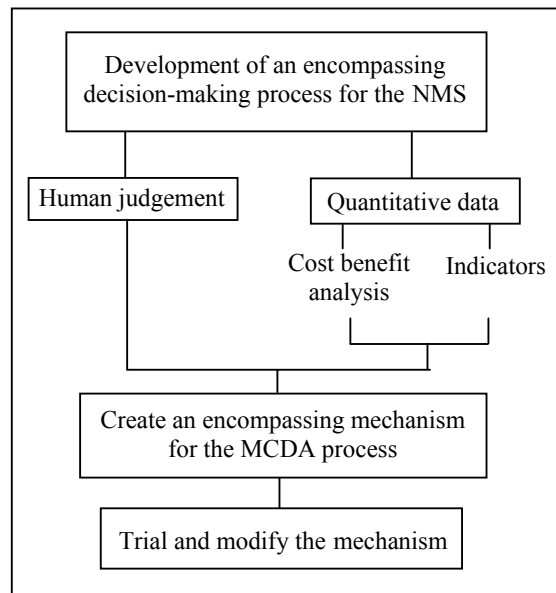 Development of an encompassing
decision-making process for the NMS
Human judgement
Quantitative data
Cost benefit
analysis
Indicators
Create an encompassing mechanism
for the MCDA process
Trial and modify the mechanism